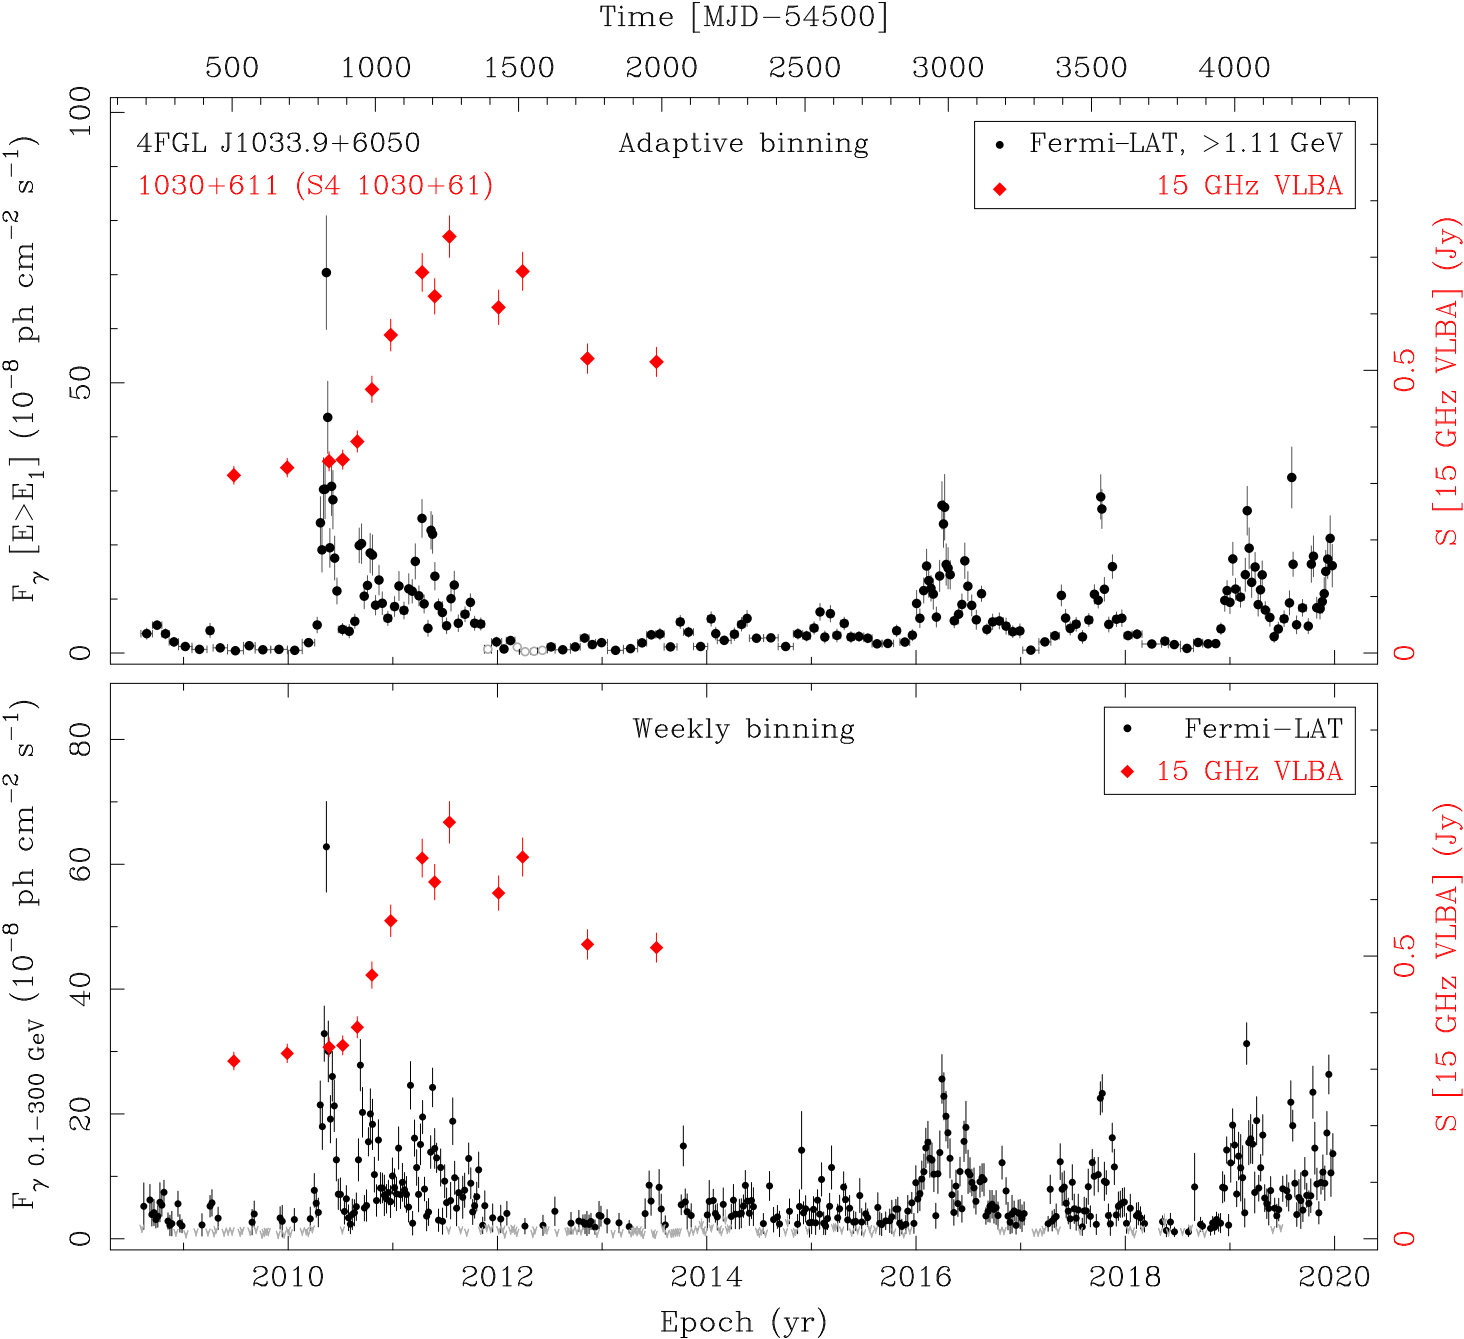 Time [MJD−54500]
500 1000 1500 2000 2500 3000 3500 4000
4FGL J1033.9+6050
1030+611 (S4 1030+61)
Adaptive binning
Fermi−LAT, >1.11 GeV
15 GHz VLBA
F_γ [E>E_1] (10^−8 ph cm^−2 s^−1)
100
50
0
S [15 GHz VLBA] (Jy)
0.5
0
Weekly binning
Fermi−LAT
15 GHz VLBA
F_γ 0.1−300 GeV (10^−8 ph cm^−2 s^−1)
80
60
40
20
0
S [15 GHz VLBA] (Jy)
0.5
0
2010 2012 2014 2016 2018 2020
Epoch (yr)